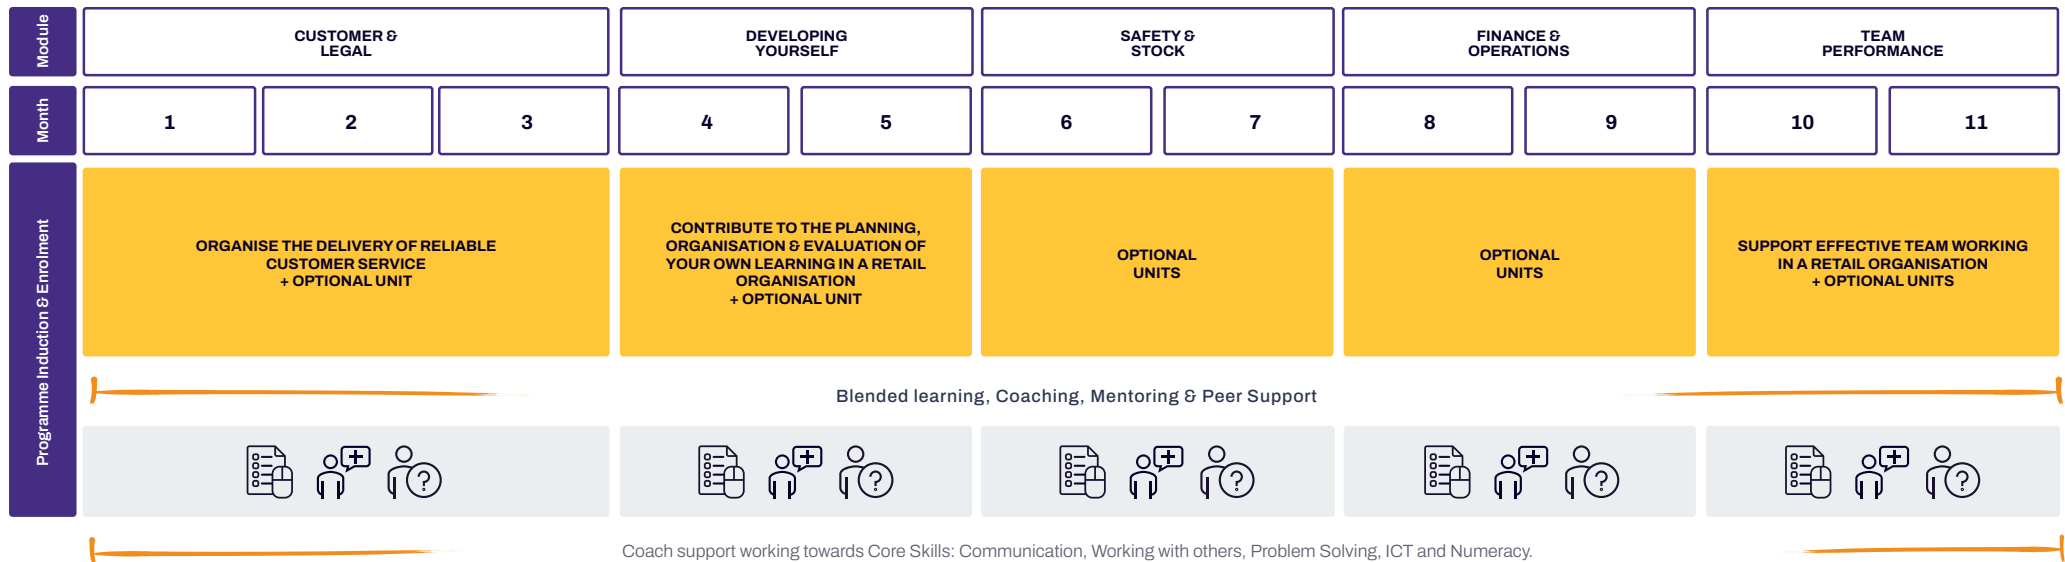 Module
CUSTOMER &
LEGAL
DEVELOPING
YOURSELF
SAFETY &
STOCK
FINANCE &
OPERATIONS
TEAM
PERFORMANCE
Month
1
2
3
4
5
6
7
8
9
10
11
Programme Induction & Enrolment
ORGANISE THE DELIVERY OF RELIABLE
CUSTOMER SERVICE
+ OPTIONAL UNIT
CONTRIBUTE TO THE PLANNING,
ORGANISATION & EVALUATION OF
YOUR OWN LEARNING IN A RETAIL
ORGANISATION
+ OPTIONAL UNIT
OPTIONAL
UNITS
OPTIONAL
UNITS
SUPPORT EFFECTIVE TEAM WORKING
IN A RETAIL ORGANISATION
+ OPTIONAL UNITS
Blended learning, Coaching, Mentoring & Peer Support
?
?
?
?
?
Coach support working towards Core Skills: Communication, Working with others, Problem Solving, ICT and Numeracy.